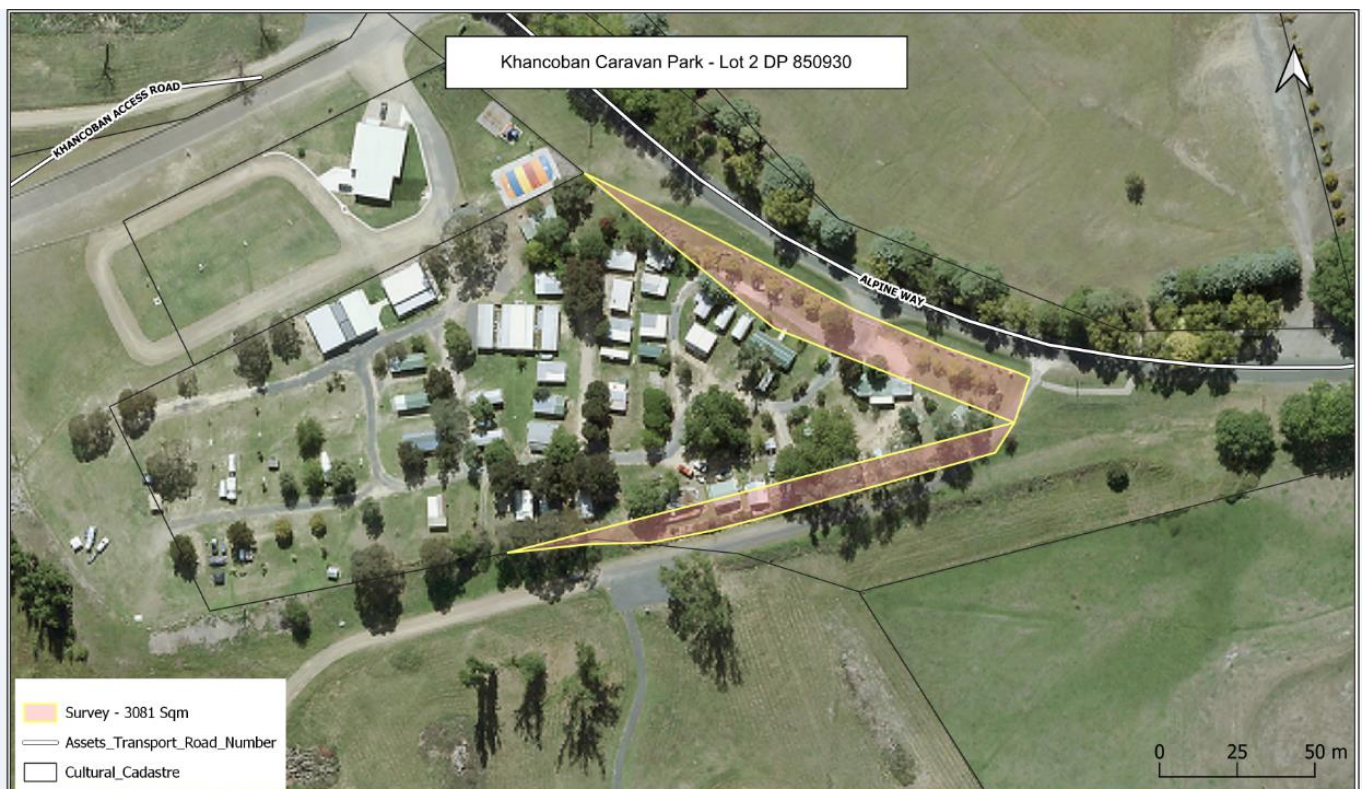 Khancoban Caravan Park - Lot 2 DP 850930
KHANCOBAN ACCESS ROAD
ALPINE WAY
Survey - 3081 Sqm
Assets_Transport_Road_Number
Cultural_Cadastre
0 25 50 m